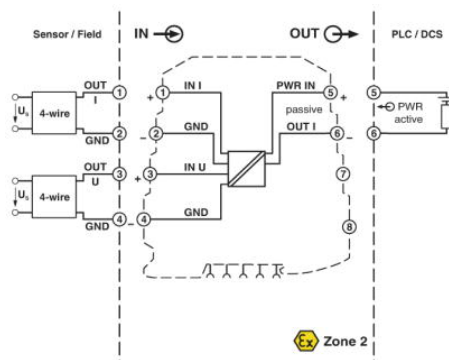 Sensor / Field
IN
OUT
PLC / DCS
OUT
I
1
+
1
IN I
PWR IN
5
+
5
Us
4-wire
passive
PWR
active
GND
2
-
2
GND
OUT I
6
-
6
OUT
U
3
+
3
IN U
7
Us
4-wire
GND
4
-
4
GND
8
Ex
Zone 2